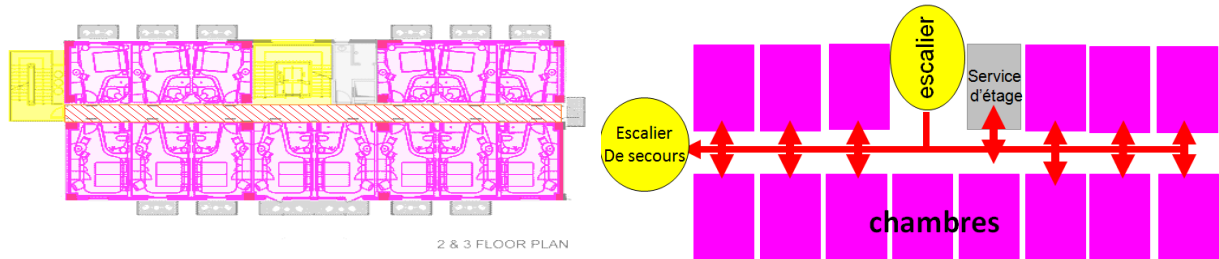 2 & 3 FLOOR PLAN
escalier
Service
d'étage
Escalier
De secours
chambres